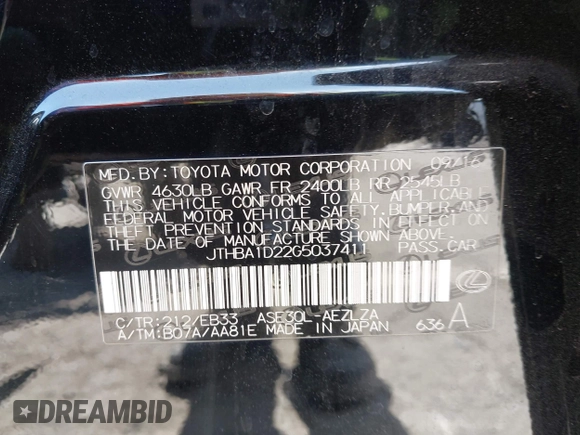 MFD.BY:TOYOTA MOTOR CORPORATION 09/16
GVWR 4630LB GAWR FR 2400LB RR 2545LB
THIS VEHICLE CONFORMS TO ALL APPLICABLE
FEDERAL MOTOR VEHICLE SAFETY, BUMPER, AND
THEFT PREVENTION STANDARDS IN EFFECT ON
THE DATE OF MANUFACTURE SHOWN ABOVE.
JTHBA1D22G5037411 PASS.CAR
C/TR:212/EB33 ASE30L-AEZLZA
A/TM:B07A/AA81E MADE IN JAPAN 636 A
DREAMBID